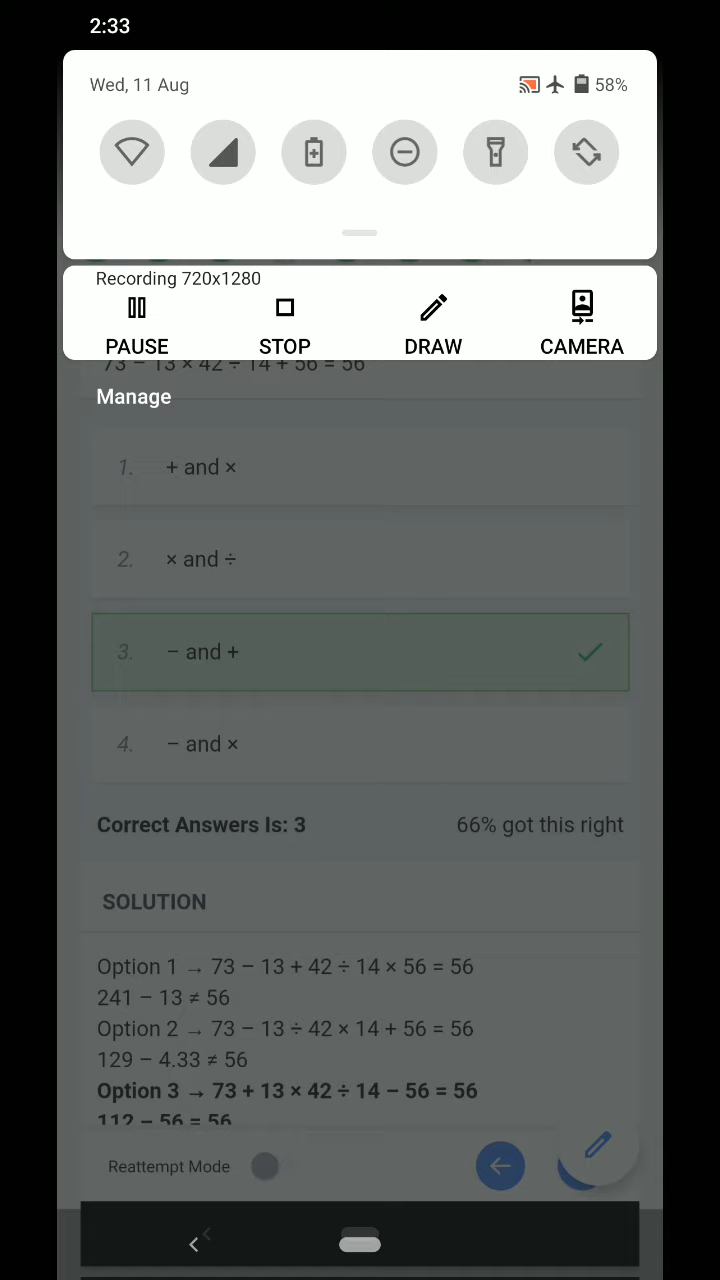 2:33
Wed, 11 Aug
58%
Recording 720x1280
PAUSE STOP DRAW CAMERA
73 − 13 × 42 ÷ 14 + 56 = 56
Manage
1. + and ×
2. × and ÷
3. − and +
4. − and ×
Correct Answers Is: 3 66% got this right
SOLUTION
Option 1 → 73 − 13 + 42 ÷ 14 × 56 = 56
241 − 13 ≠ 56
Option 2 → 73 − 13 ÷ 42 × 14 + 56 = 56
129 − 4.33 ≠ 56
Option 3 → 73 + 13 × 42 ÷ 14 − 56 = 56
112 − 56 = 56
Reattempt Mode